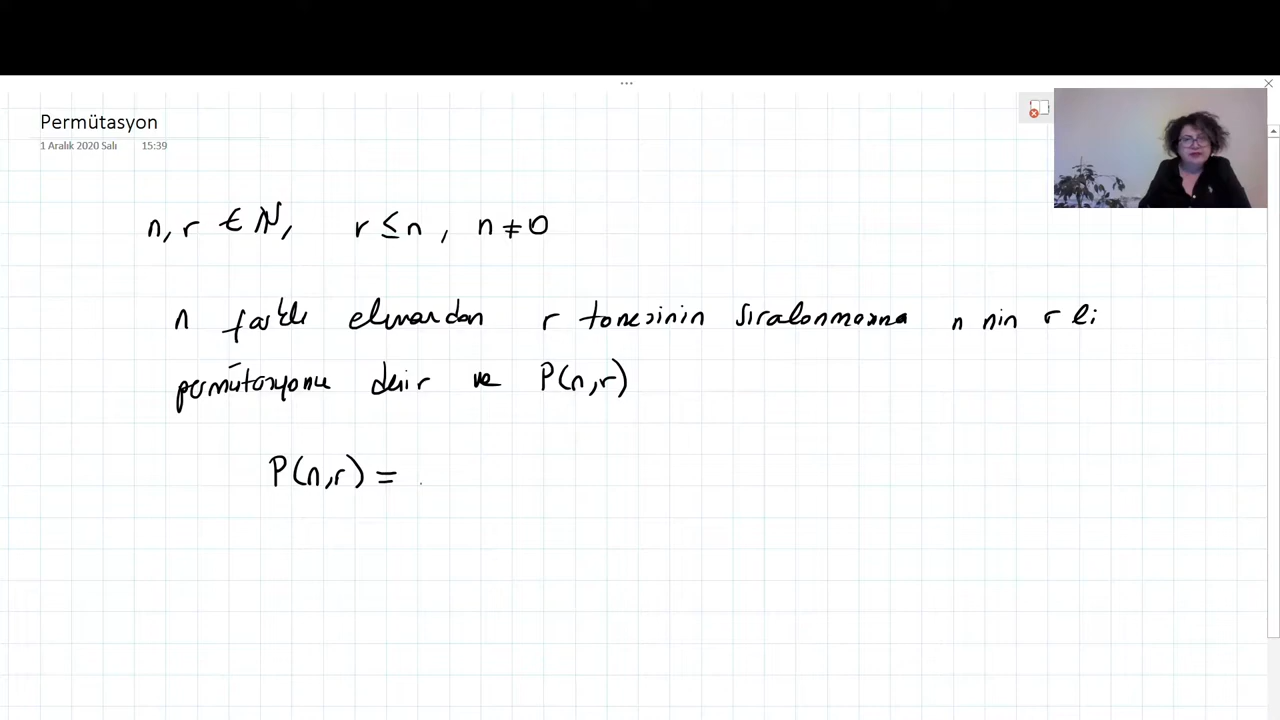 Permütasyon
1 Aralık 2020 Salı 15:39
n, r ∈ N, r ≤ n, n ≠ 0
n farklı elemandan r tanesinin sıralanmasına n nin r li
permütasyonu denir ve P(n,r)
P(n,r) =